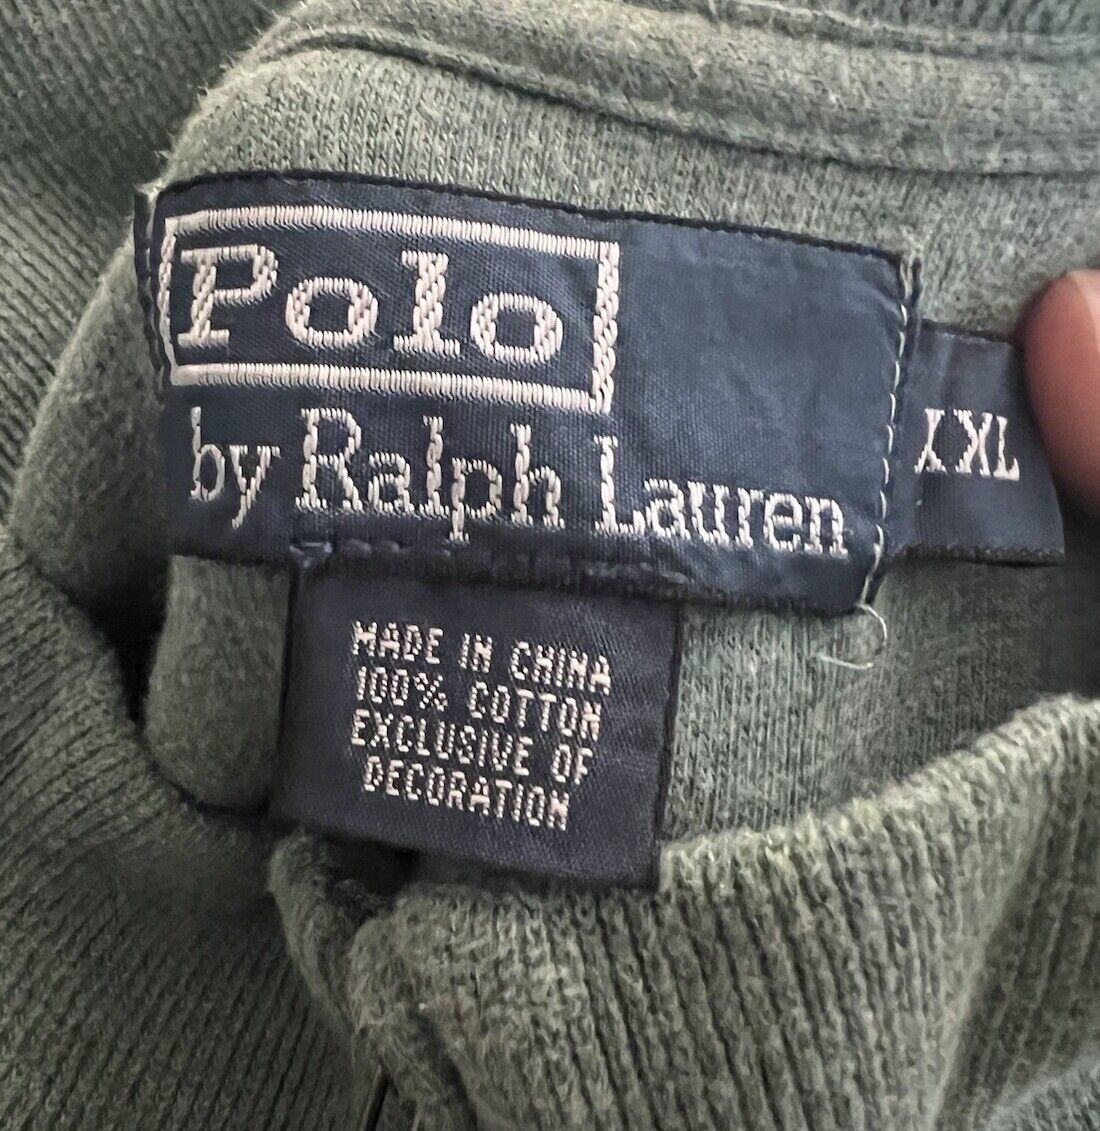 Polo
by Ralph Lauren
XXL
MADE IN CHINA
100% COTTON
EXCLUSIVE OF
DECORATION